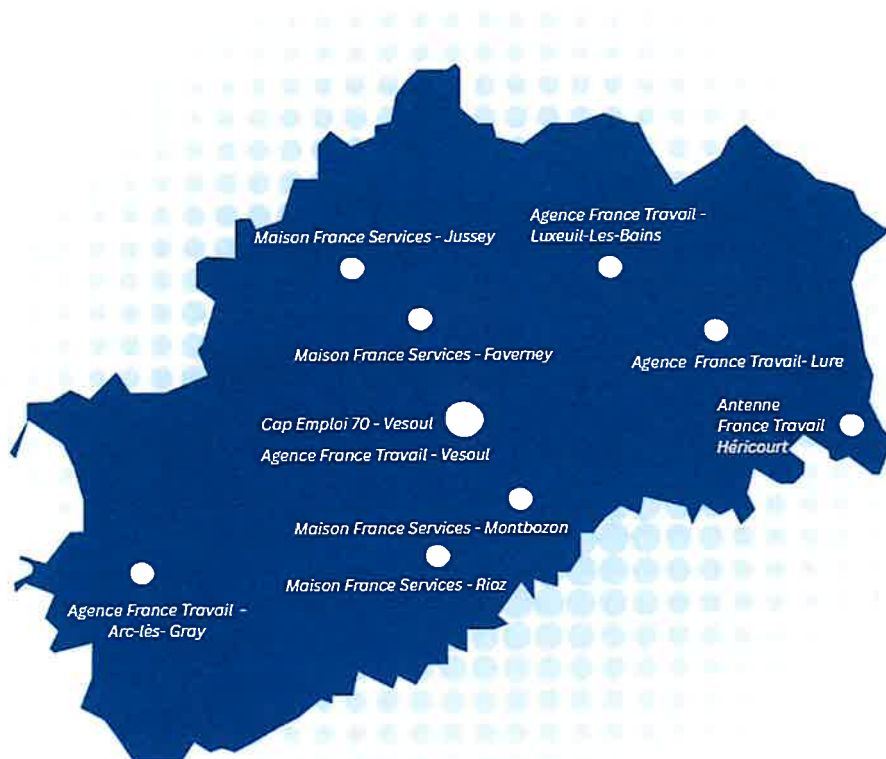 Agence France Travail -
Luxeuil-Les-Bains
Maison France Services - Jussey
Maison France Services - Faverney
Agence France Travail- Lure
Antenne
France Travail
Héricourt
Cap Emploi 70 - Vesoul
Agence France Travail - Vesoul
Maison France Services - Montbozon
Maison France Services - Rioz
Agence France Travail -
Arc-lès- Gray